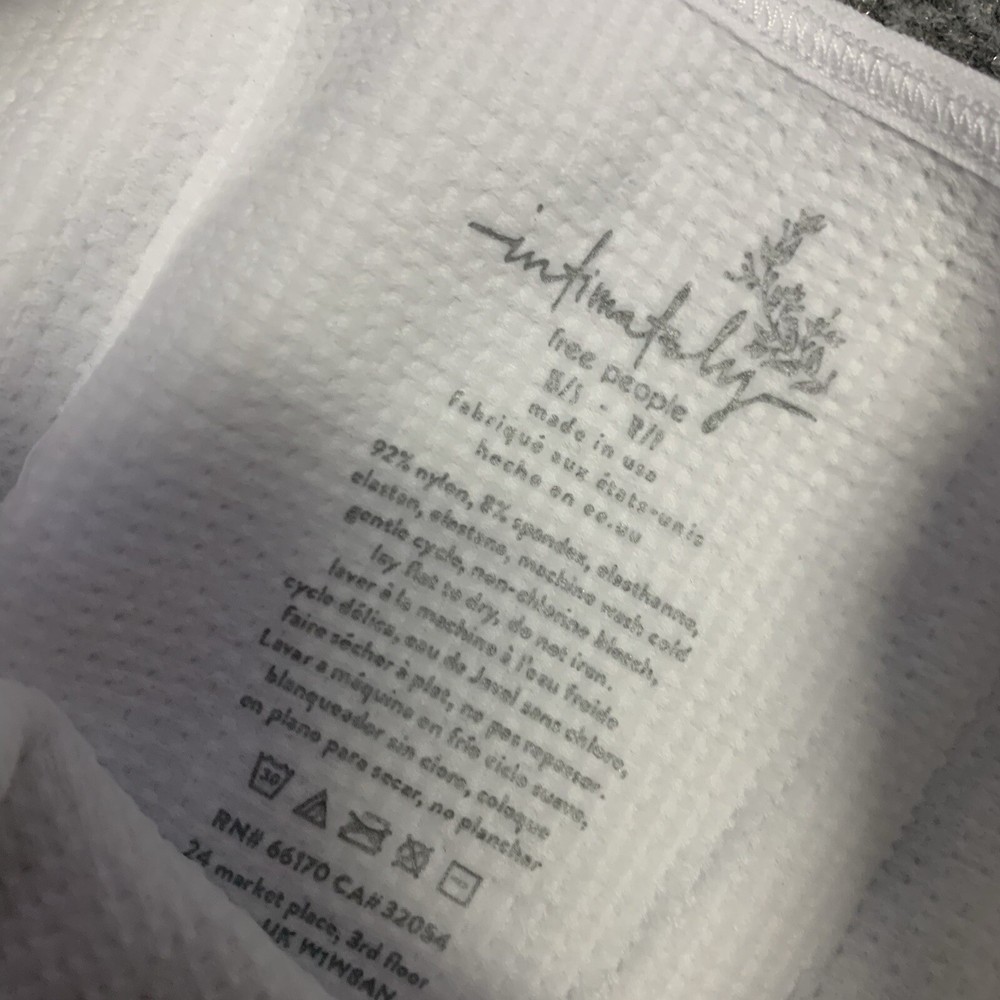 intimately
free people
made in usa
fabriqué aux états-unis
hecho en ee.uu
92% nylon, 8% spandex, elasthanne,
elastan, elastano, machine wash cold
gentle cycle, non-chlorine bleach,
lay flat to dry, do not iron.
laver à la machine à l'eau froide
cycle délica, eau de Javel sans chlore,
faire sécher à plat, ne pas repasser.
Lavar a máquina en frío ciclo suave,
blanqueador sin cloro, coloque
en plano para secar, no planchar
30
RN# 66170 CA# 32054
24 market place, 3rd floor
UK W1W8AN